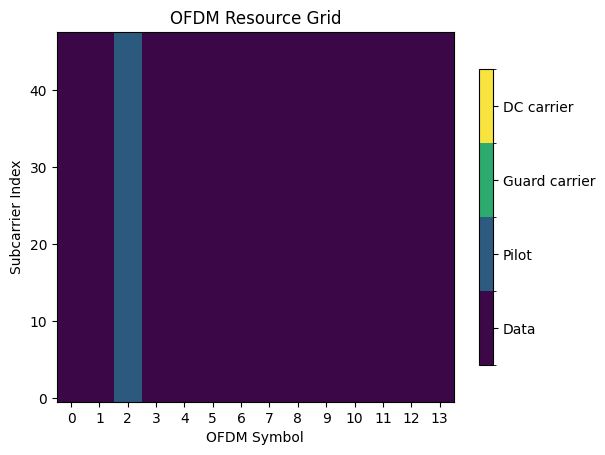 OFDM Resource Grid
Subcarrier Index
40
30
20
10
0
0 1 2 3 4 5 6 7 8 9 10 11 12 13
OFDM Symbol
DC carrier
Guard carrier
Pilot
Data